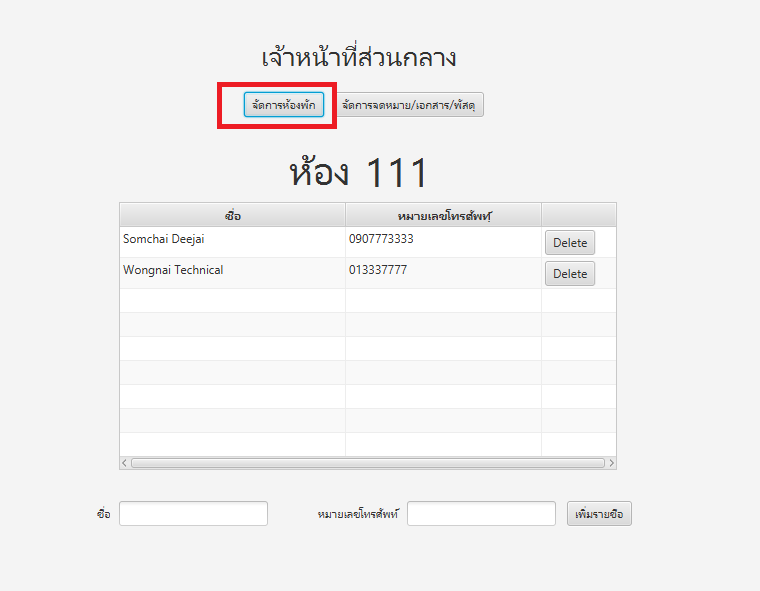 เจ้าหน้าที่ส่วนกลาง
จัดการห้องพัก จัดการจดหมาย/เอกสาร/พัสดุ
ห้อง 111
ชื่อ หมายเลขโทรศัพท์
Somchai Deejai 0907773333 Delete
Wongnai Technical 013337777 Delete
ชื่อ หมายเลขโทรศัพท์ เพิ่มรายชื่อ